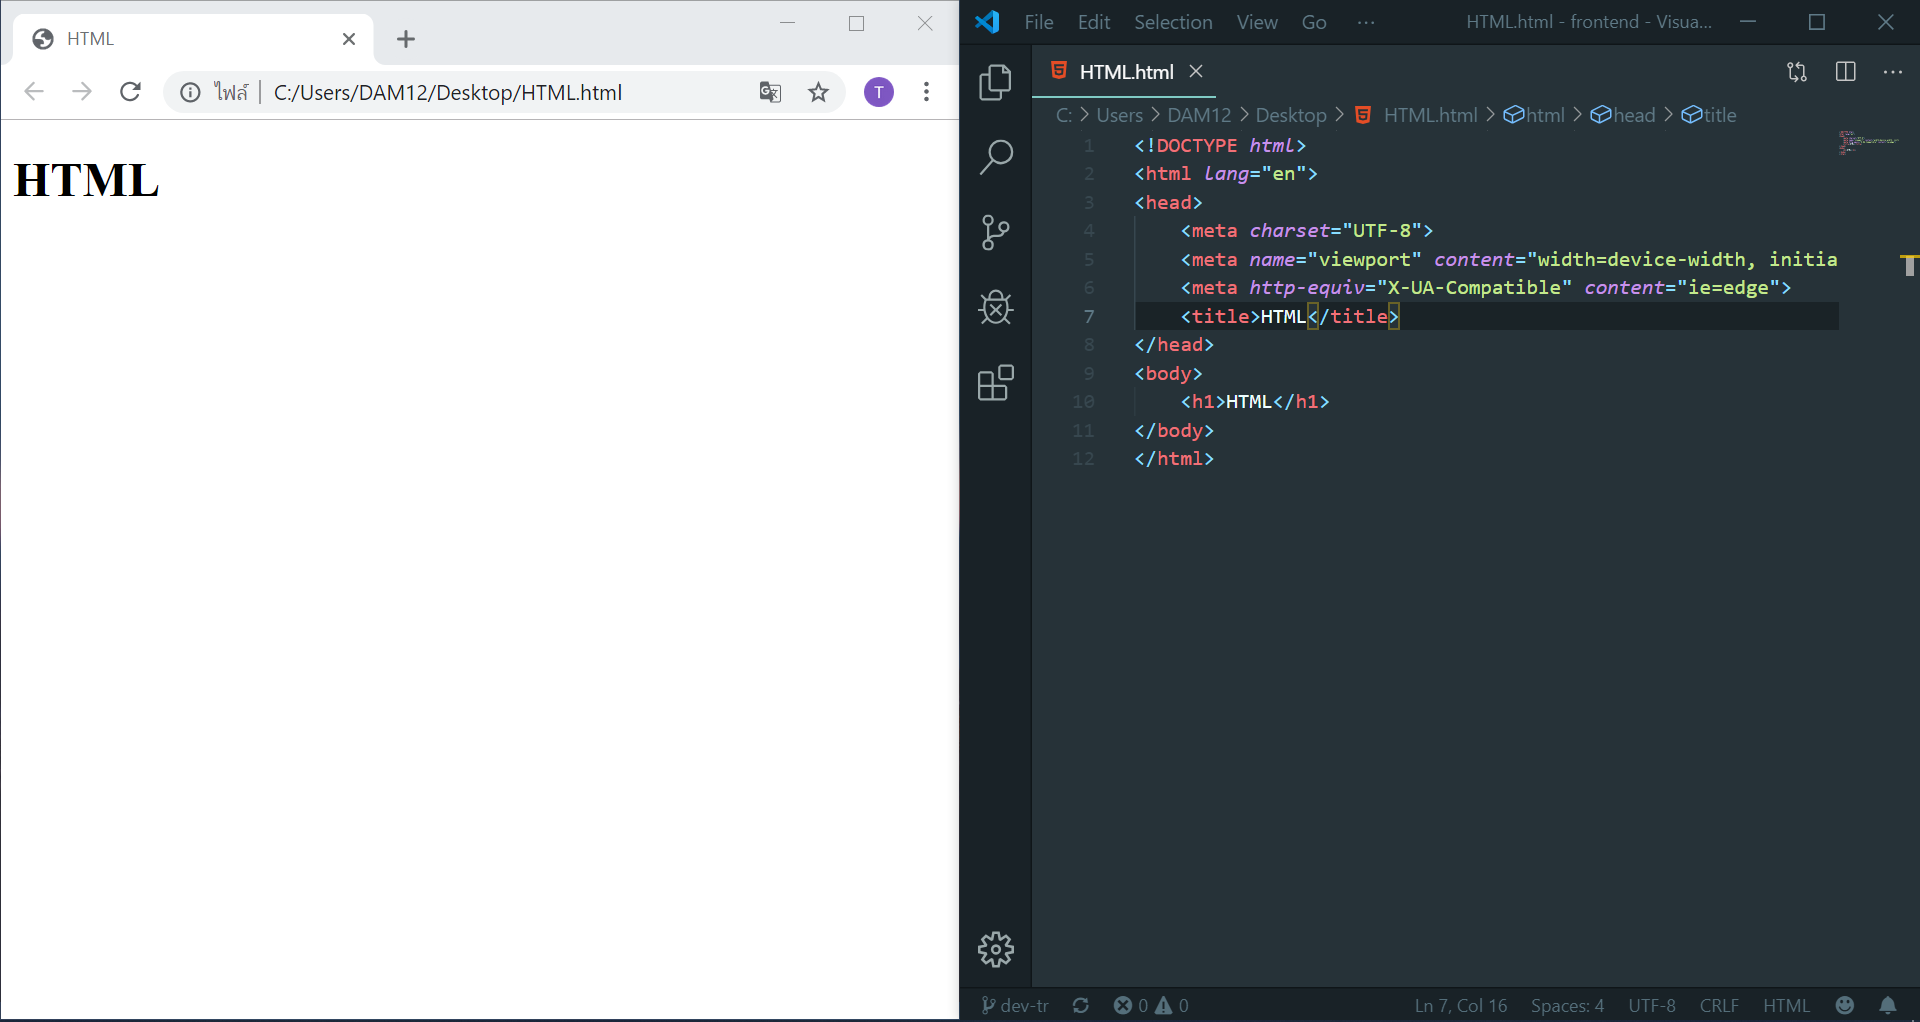 HTML
ไฟล์ C:/Users/DAM12/Desktop/HTML.html
T
HTML
File Edit Selection View Go ··· HTML.html - frontend - Visua...
HTML.html
C: > Users > DAM12 > Desktop > HTML.html > html > head > title
1 <!DOCTYPE html>
2 <html lang="en">
3 <head>
4 <meta charset="UTF-8">
5 <meta name="viewport" content="width=device-width, initia
6 <meta http-equiv="X-UA-Compatible" content="ie=edge">
7 <title>HTML</title>
8 </head>
9 <body>
10 <h1>HTML</h1>
11 </body>
12 </html>
dev-tr 0 0 Ln 7, Col 16 Spaces: 4 UTF-8 CRLF HTML